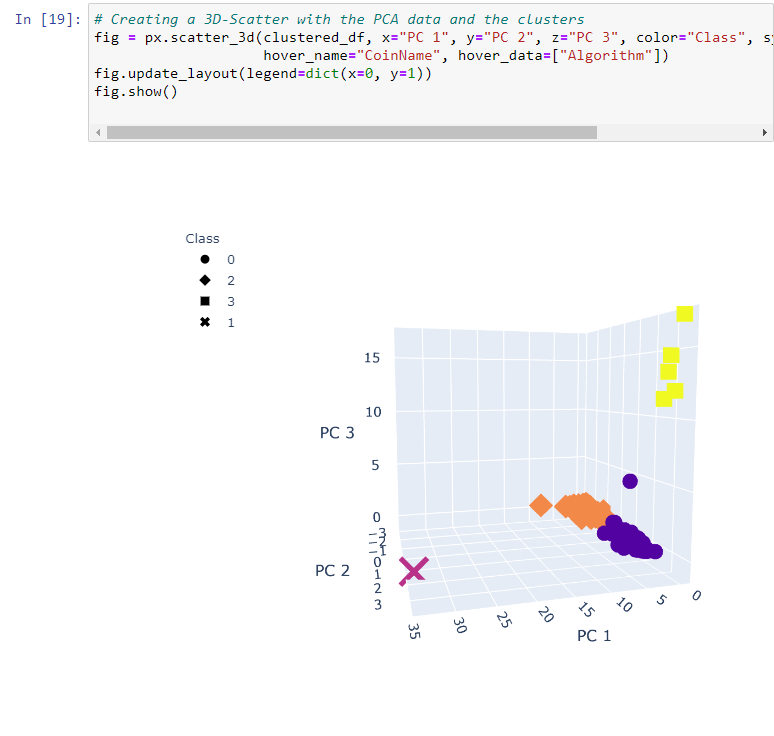 In [19]:
# Creating a 3D-Scatter with the PCA data and the clusters
fig = px.scatter_3d(clustered_df, x="PC 1", y="PC 2", z="PC 3", color="Class", sy
hover_name="CoinName", hover_data=["Algorithm"])
fig.update_layout(legend=dict(x=0, y=1))
fig.show()
Class
0
2
3
1
15
10
5
0
PC 3
−3
−2
−1
0
1
2
3
PC 2
35
30
25
20
15
10
5
0
PC 1